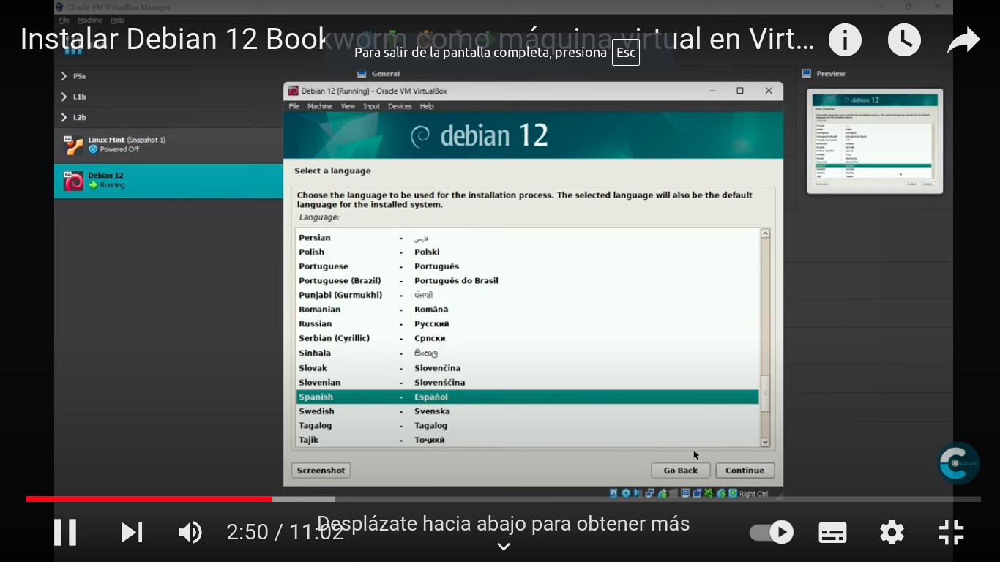 Oracle VM VirtualBox Manager
File Machine Help
Instalar Debian 12 Bookworm como máquina virtual en Virt...
Para salir de la pantalla completa, presiona Esc
PSs
L1b
L2b
Linux Mint (Snapshot 1)
Powered Off
Debian 12
Running
General
Preview
Debian 12 [Running] - Oracle VM VirtualBox
File Machine View Input Devices Help
debian 12
Select a language
Choose the language to be used for the installation process. The selected language will also be the default
language for the installed system.
Language:
Persian - فارسی
Polish - Polski
Portuguese - Português
Portuguese (Brazil) - Português do Brasil
Punjabi (Gurmukhi) - ਪੰਜਾਬੀ
Romanian - Română
Russian - Русский
Serbian (Cyrillic) - Српски
Sinhala - සිංහල
Slovak - Slovenčina
Slovenian - Slovenščina
Spanish - Español
Swedish - Svenska
Tagalog - Tagalog
Tajik - Тоҷикӣ
Screenshot
Go Back
Continue
Right Ctrl
2:50 / 11:02
Desplázate hacia abajo para obtener más